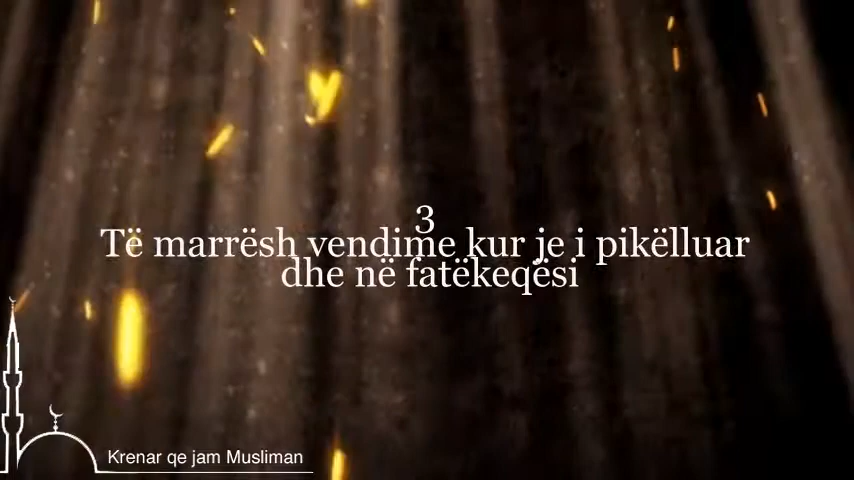 3
Të marrësh vendime kur je i pikëlluar
dhe në fatëkeqësi
Krenar qe jam Musliman